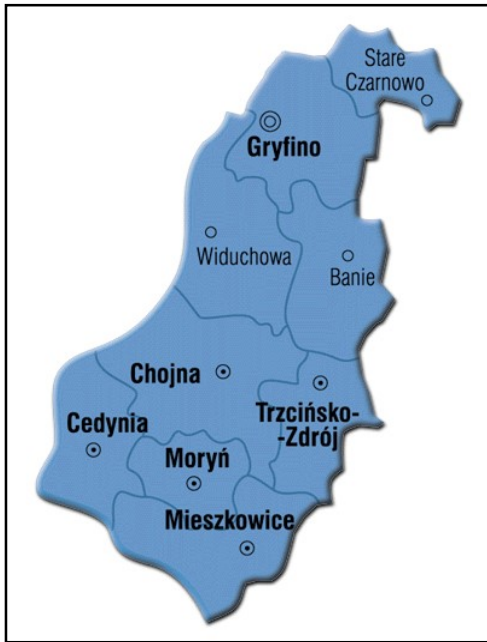 Stare
Czarnowo
Gryfino
Widuchowa
Banie
Chojna
Trzcińsko-
-Zdrój
Cedynia
Moryń
Mieszkowice